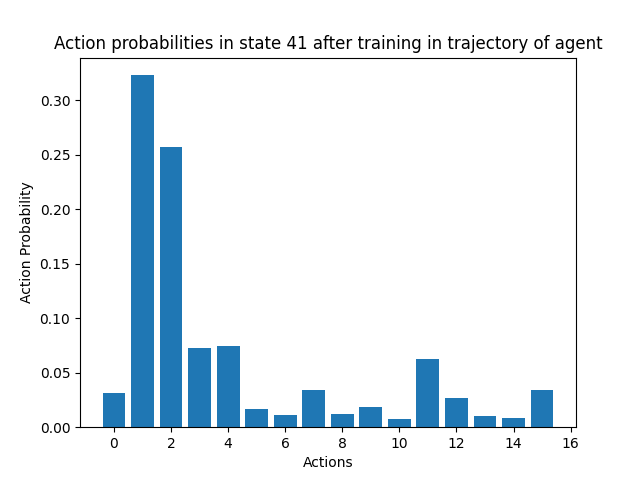 Action probabilities in state 41 after training in trajectory of agent
Action Probability
0.30
0.25
0.20
0.15
0.10
0.05
0.00
0 2 4 6 8 10 12 14 16
Actions